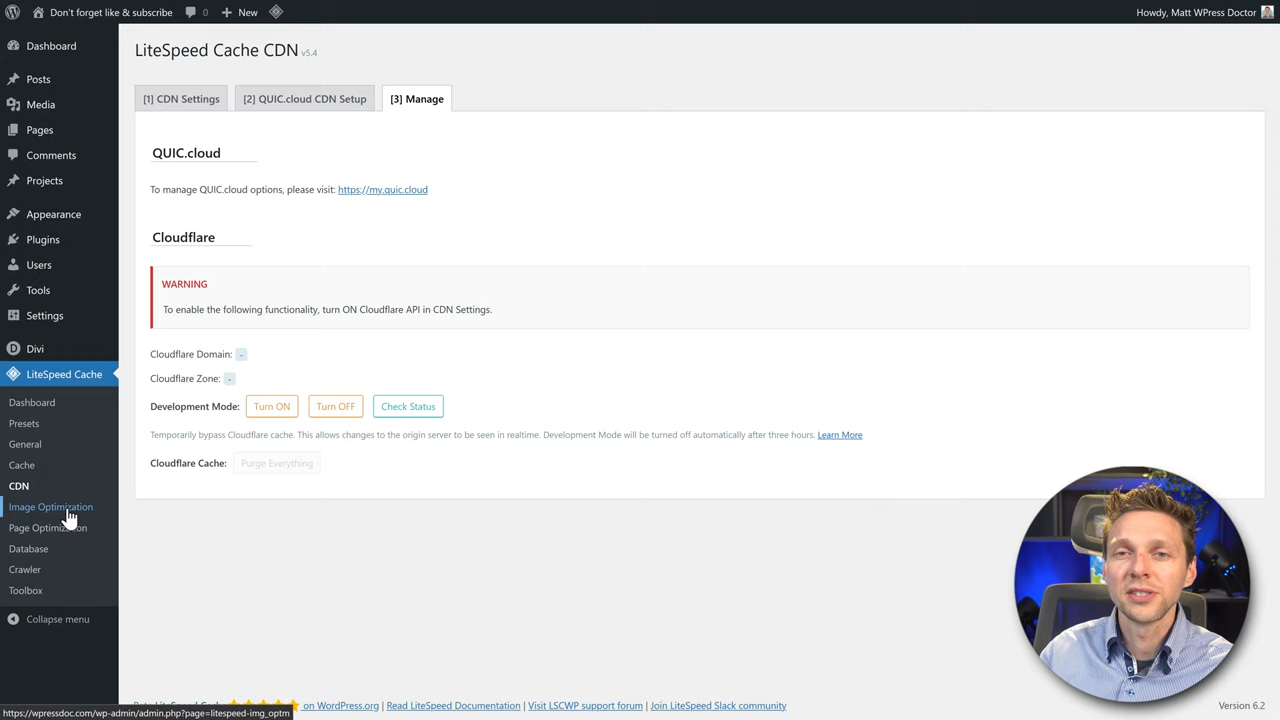 Don't forget like & subscribe 0 New
Howdy, Matt WPress Doctor
Dashboard
Posts
Media
Pages
Comments
Projects
Appearance
Plugins
Users
Tools
Settings
Divi
LiteSpeed Cache
Dashboard
Presets
General
Cache
CDN
Image Optimization
Page Optimization
Database
Crawler
Toolbox
Collapse menu
LiteSpeed Cache CDN v5.4
[1] CDN Settings [2] QUIC.cloud CDN Setup [3] Manage
QUIC.cloud
To manage QUIC.cloud options, please visit: https://my.quic.cloud
Cloudflare
WARNING
To enable the following functionality, turn ON Cloudflare API in CDN Settings.
Cloudflare Domain: -
Cloudflare Zone: -
Development Mode: Turn ON Turn OFF Check Status
Temporarily bypass Cloudflare cache. This allows changes to the origin server to be seen in realtime. Development Mode will be turned off automatically after three hours. Learn More
Cloudflare Cache: Purge Everything
Rate LiteSpeed Cache on WordPress.org | Read LiteSpeed Documentation | Visit LSCWP support forum | Join LiteSpeed Slack community
Version 6.2
https://wpressdoc.com/wp-admin/admin.php?page=litespeed-img_optm